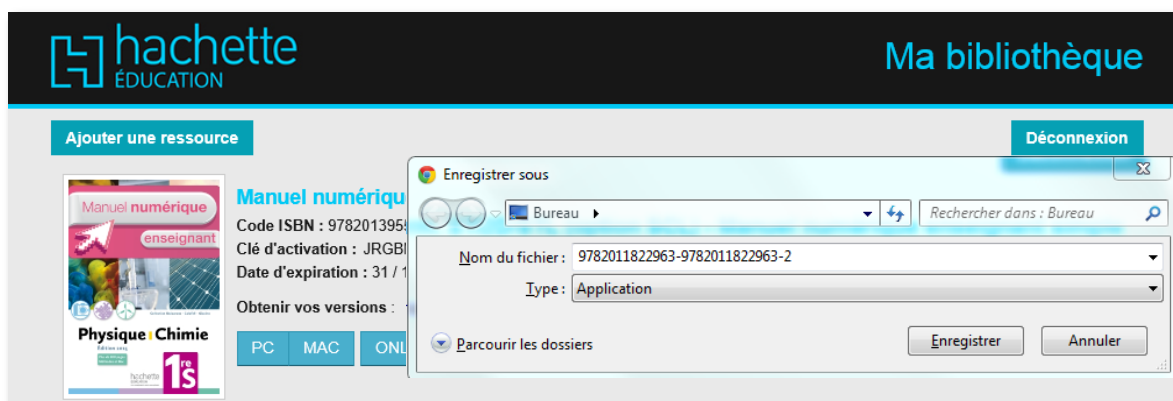 hachette
ÉDUCATION
Ma bibliothèque
Ajouter une ressource
Déconnexion
Manuel numérique
enseignant
Physique Chimie
hachette
1re S
Manuel numériqu
Code ISBN : 978201395
Clé d'activation : JRGB
Date d'expiration : 31 / 1
Obtenir vos versions :
PC
MAC
ONL
Enregistrer sous
Bureau
Rechercher dans : Bureau
Nom du fichier :
9782011822963-9782011822963-2
Type :
Application
Parcourir les dossiers
Enregistrer
Annuler